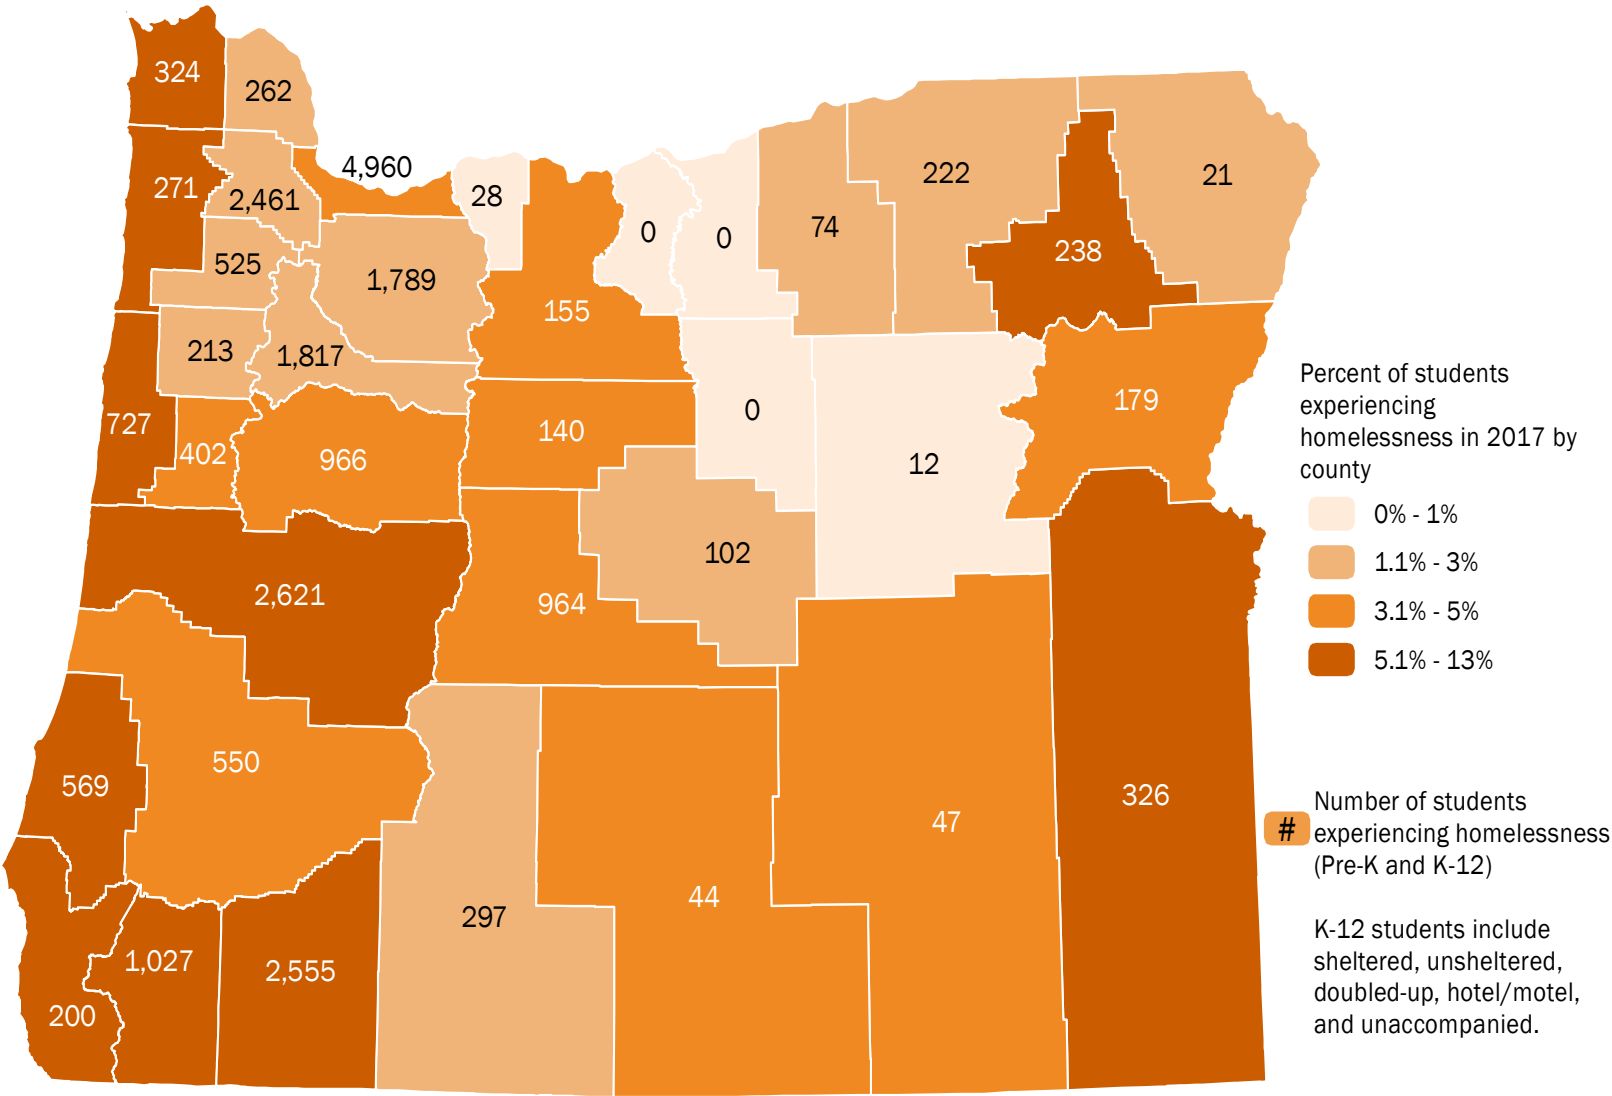 324
262
4,960
271
2,461
28
0
0
74
222
21
525
1,789
238
155
213
1,817
727
402
966
140
0
12
179
2,621
964
102
569
550
297
44
47
326
200
1,027
2,555
Percent of students
experiencing
homelessness in 2017 by
county
0% - 1%
1.1% - 3%
3.1% - 5%
5.1% - 13%
# Number of students
experiencing homelessness
(Pre-K and K-12)
K-12 students include
sheltered, unsheltered,
doubled-up, hotel/motel,
and unaccompanied.